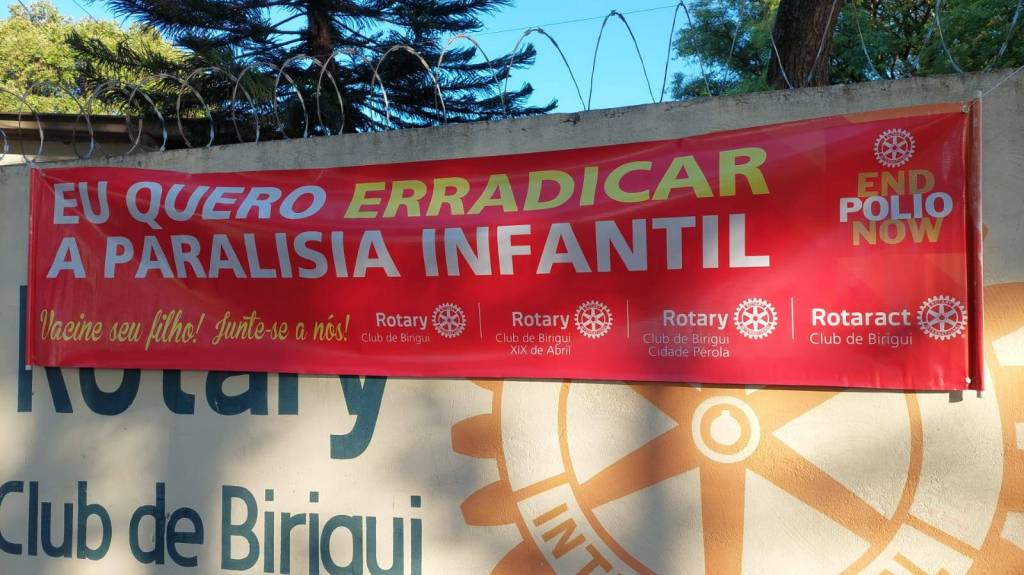 EU QUERO ERRADICAR
A PARALISIA INFANTIL
END
POLIO
NOW
Vacine seu filho! Junte-se a nós!
Rotary
Club de Birigui
Rotary
Club de Birigui
XIX de Abril
Rotary
Club de Birigui
Cidade Pérola
Rotaract
Club de Birigui
Rotary
Club de Birigui